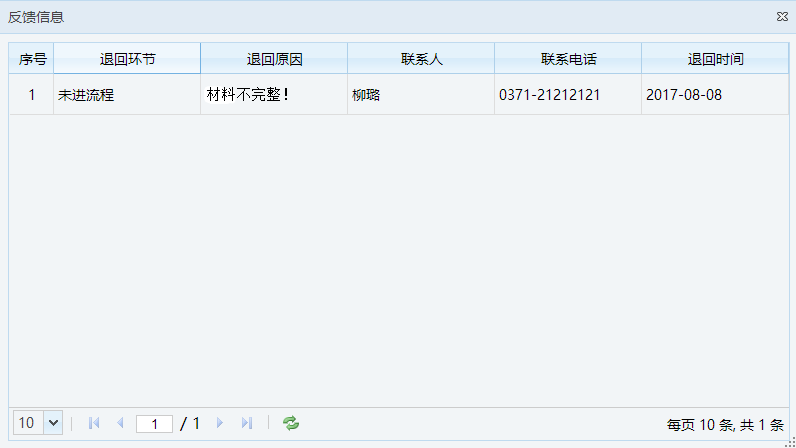 反馈信息
序号 退回环节 退回原因 联系人 联系电话 退回时间
1 未进流程 材料不完整！ 柳璐 0371-21212121 2017-08-08
10 1 / 1 每页 10 条, 共 1 条